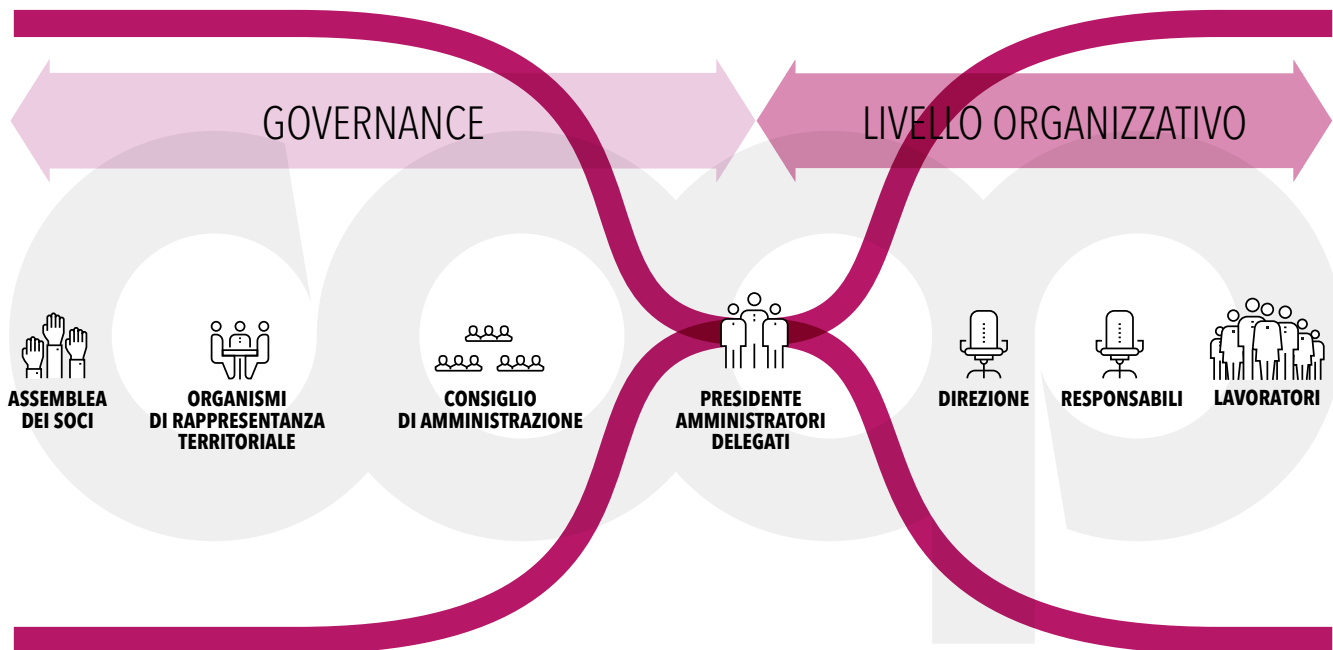 GOVERNANCE
LIVELLO ORGANIZZATIVO
coop
ASSEMBLEA
DEI SOCI
ORGANISMI
DI RAPPRESENTANZA
TERRITORIALE
CONSIGLIO
DI AMMINISTRAZIONE
PRESIDENTE
AMMINISTRATORI
DELEGATI
DIREZIONE
RESPONSABILI
LAVORATORI